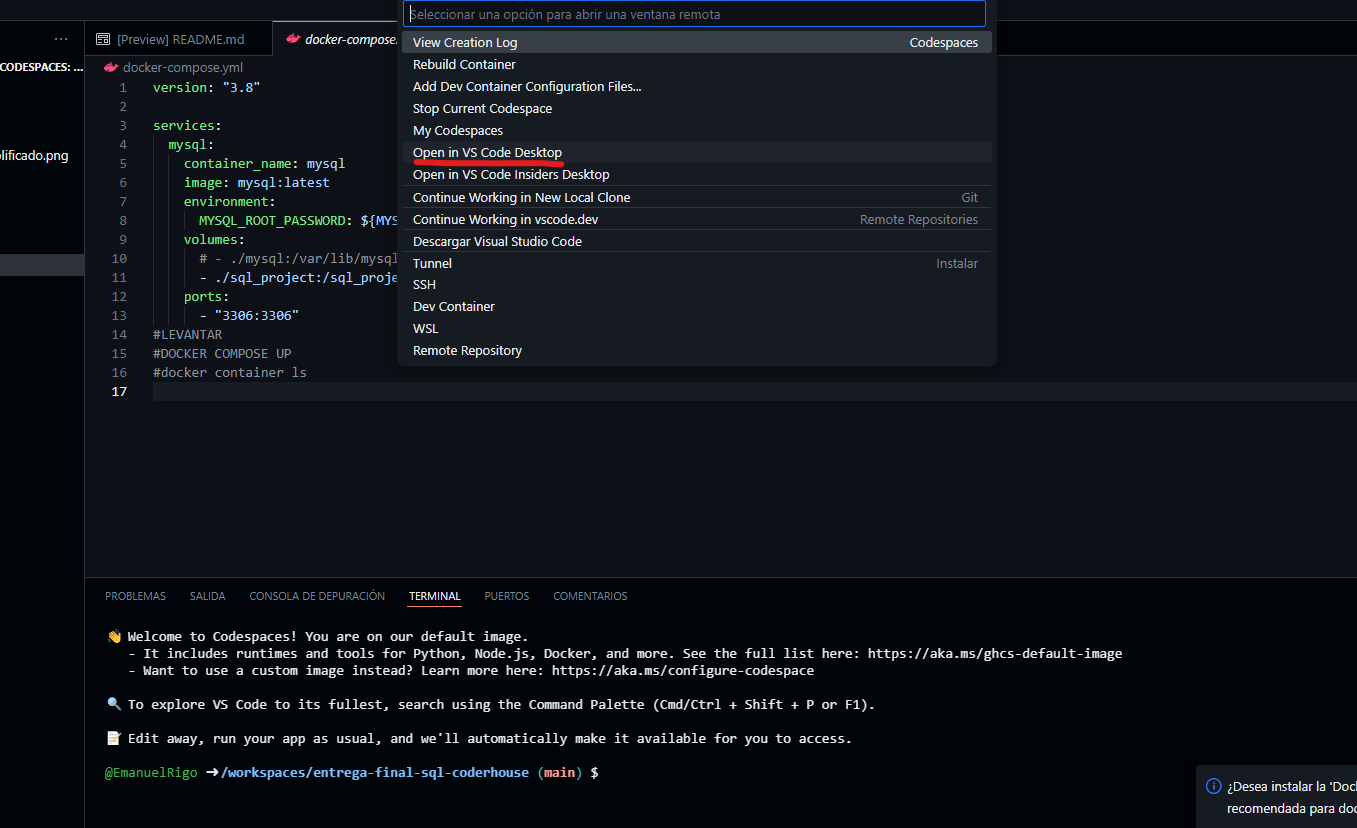 Seleccionar una opción para abrir una ventana remota
View Creation Log Codespaces
Rebuild Container
Add Dev Container Configuration Files...
Stop Current Codespace
My Codespaces
Open in VS Code Desktop
Open in VS Code Insiders Desktop
Continue Working in New Local Clone Git
Continue Working in vscode.dev Remote Repositories
Descargar Visual Studio Code
Tunnel Instalar
SSH
Dev Container
WSL
Remote Repository
...
CODESPACES: ...
lificado.png
[Preview] README.md
docker-compose.
docker-compose.yml
1 version: "3.8"
2
3 services:
4 mysql:
5 container_name: mysql
6 image: mysql:latest
7 environment:
8 MYSQL_ROOT_PASSWORD: ${MYS
9 volumes:
10 # - ./mysql:/var/lib/mysql
11 - ./sql_project:/sql_proje
12 ports:
13 - "3306:3306"
14 #LEVANTAR
15 #DOCKER COMPOSE UP
16 #docker container ls
17
PROBLEMAS SALIDA CONSOLA DE DEPURACIÓN TERMINAL PUERTOS COMENTARIOS
👋 Welcome to Codespaces! You are on our default image.
- It includes runtimes and tools for Python, Node.js, Docker, and more. See the full list here: https://aka.ms/ghcs-default-image
- Want to use a custom image instead? Learn more here: https://aka.ms/configure-codespace
🔍 To explore VS Code to its fullest, search using the Command Palette (Cmd/Ctrl + Shift + P or F1).
📝 Edit away, run your app as usual, and we'll automatically make it available for you to access.
@EmanuelRigo ➜ /workspaces/entrega-final-sql-coderhouse (main) $
¿Desea instalar la 'Doc
recomendada para do